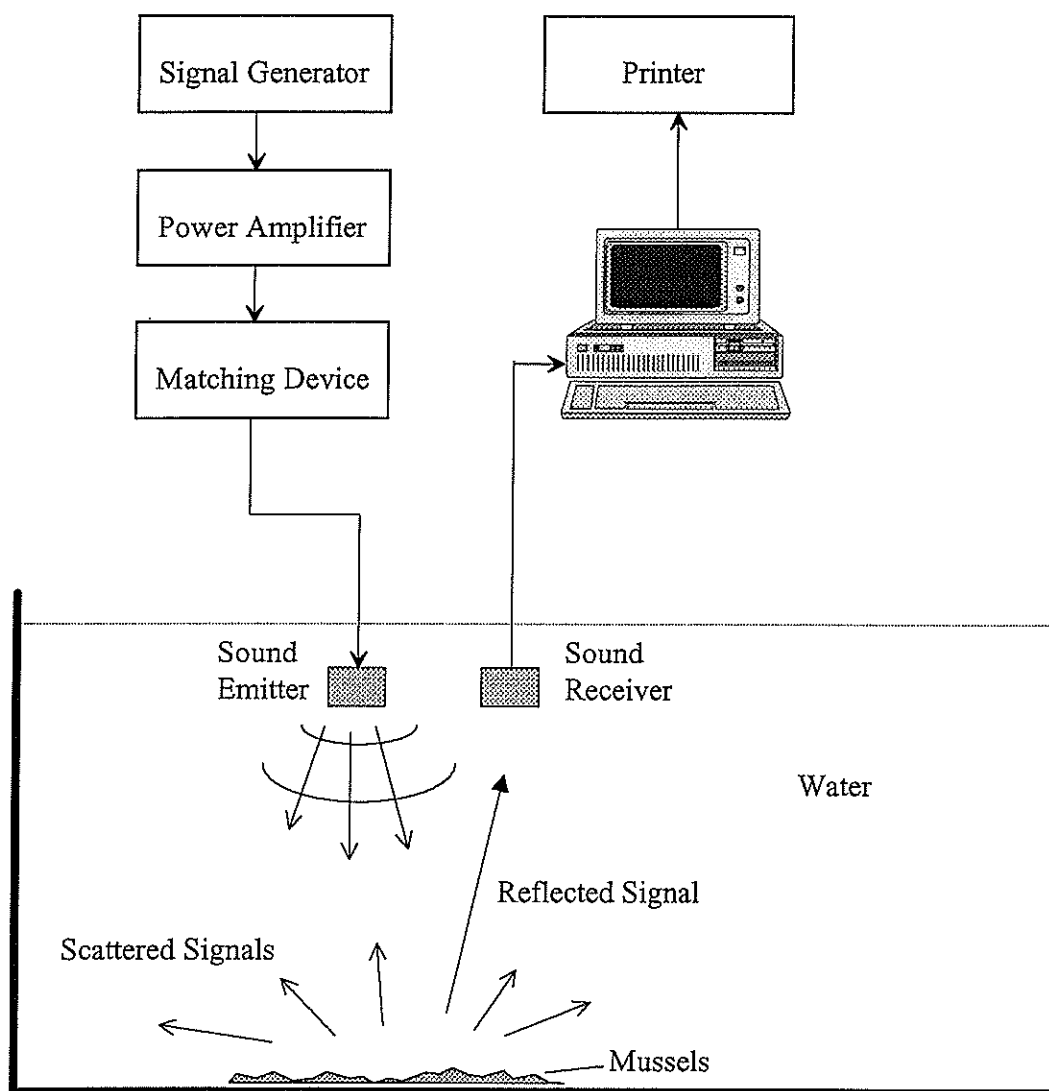 Signal Generator
Printer
Power Amplifier
Matching Device
Sound
Emitter
Sound
Receiver
Water
Reflected Signal
Scattered Signals
Mussels